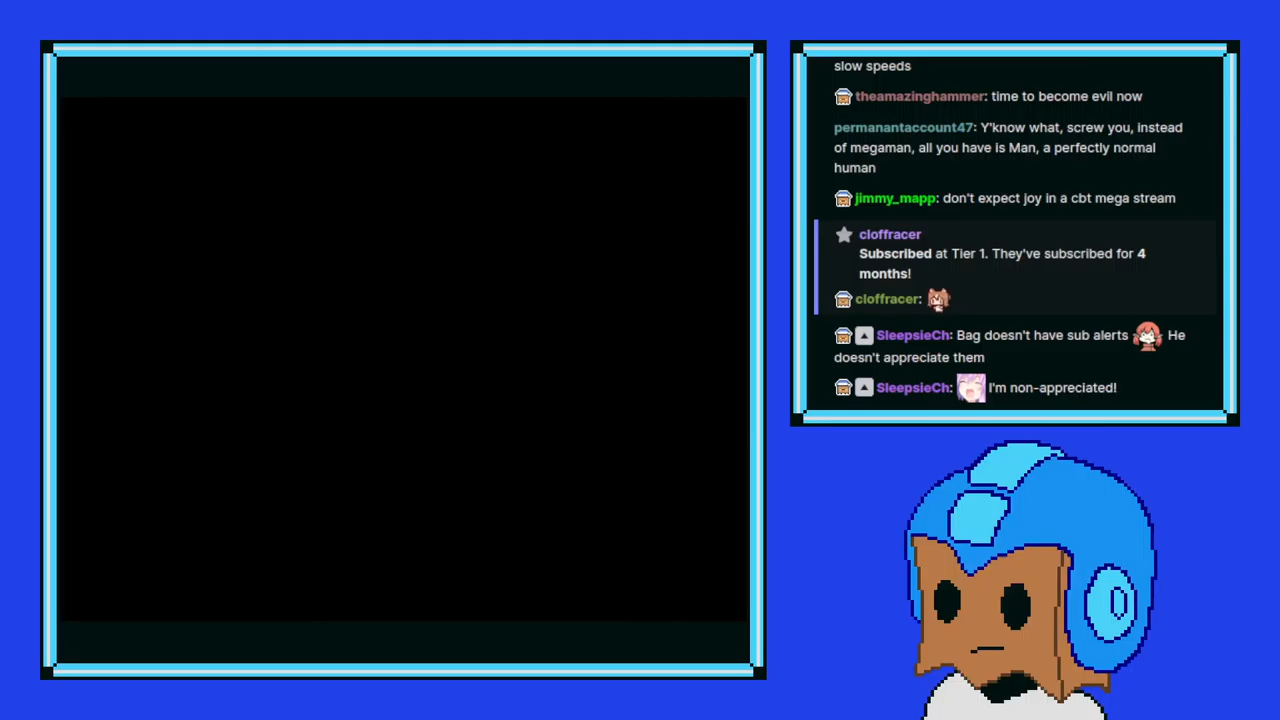 slow speeds
theamazinghammer: time to become evil now
permanantaccount47: Y'know what, screw you, instead
of megaman, all you have is Man, a perfectly normal
human
jimmy_mapp: don't expect joy in a cbt mega stream
cloffracer
Subscribed at Tier 1. They've subscribed for 4
months!
cloffracer:
SleepsieCh: Bag doesn't have sub alerts He
doesn't appreciate them
SleepsieCh: I'm non-appreciated!